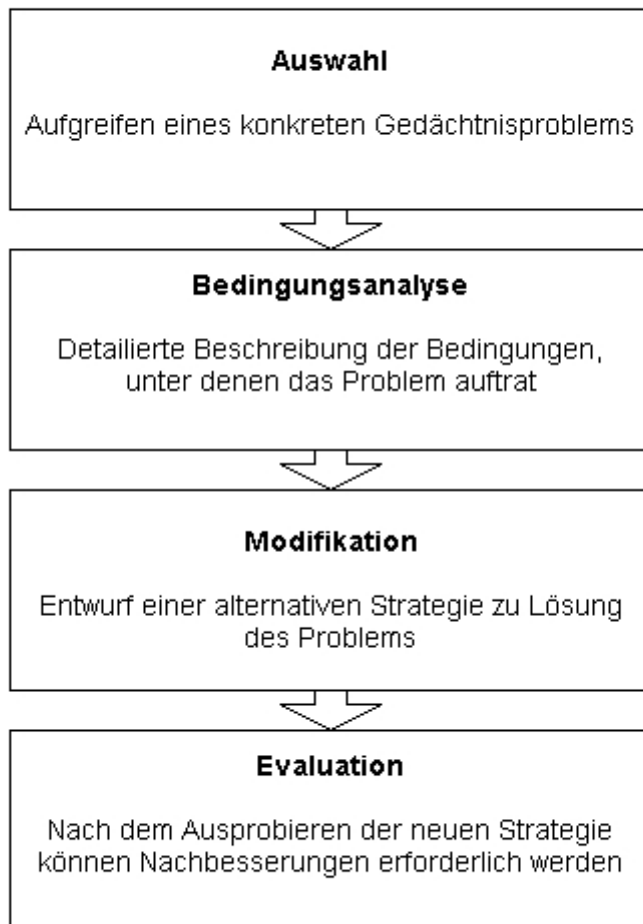 Auswahl
Aufgreifen eines konkreten Gedächtnisproblems
Bedingungsanalyse
Detailierte Beschreibung der Bedingungen,
unter denen das Problem auftrat
Modifikation
Entwurf einer alternativen Strategie zu Lösung
des Problems
Evaluation
Nach dem Ausprobieren der neuen Strategie
können Nachbesserungen erforderlich werden